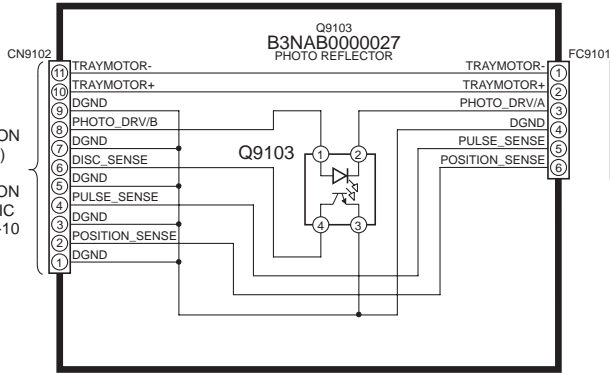 Q9103
B3NAB0000027
PHOTO REFLECTOR
CN9102
FC9101
11 TRAYMOTOR-
10 TRAYMOTOR+
9 DGND
8 PHOTO_DRV/B
7 DGND
6 DISC_SENSE
5 DGND
4 PULSE_SENSE
3 DGND
2 POSITION_SENSE
1 DGND
ON
)
ON
IC
-10
Q9103
1 2
4 3
TRAYMOTOR- 1
TRAYMOTOR+ 2
PHOTO_DRV/A 3
DGND 4
PULSE_SENSE 5
POSITION_SENSE 6